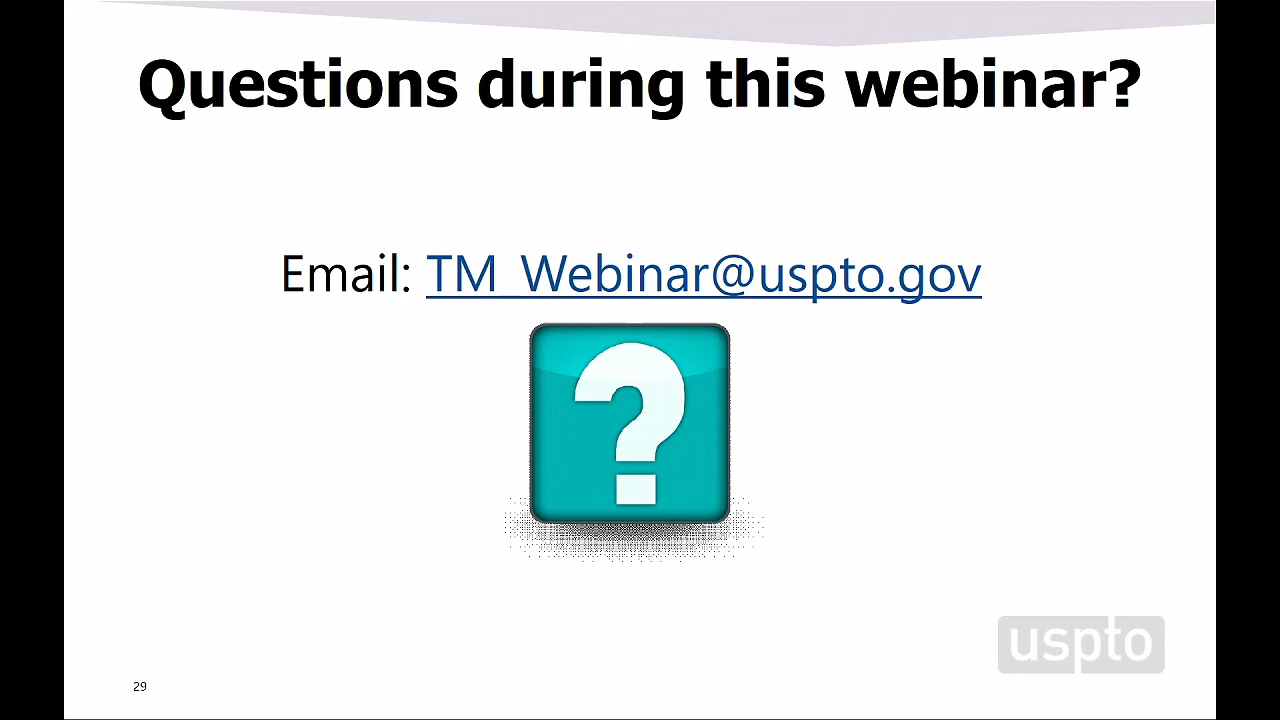 Questions during this webinar?
Email: TM_Webinar@uspto.gov
?
uspto
29